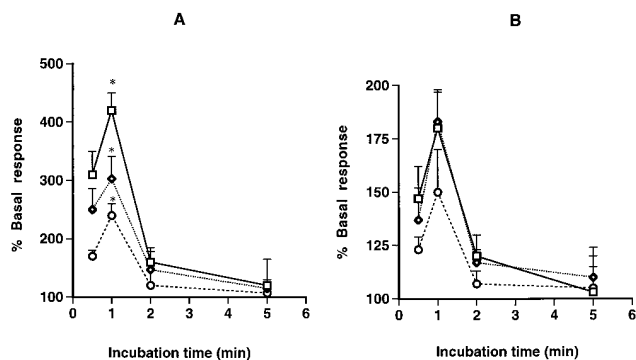 A
B
% Basal response
500
400
300
200
100
0 1 2 3 4 5 6
Incubation time (min)
* * *
% Basal response
200
175
150
125
100
0 1 2 3 4 5 6
Incubation time (min)